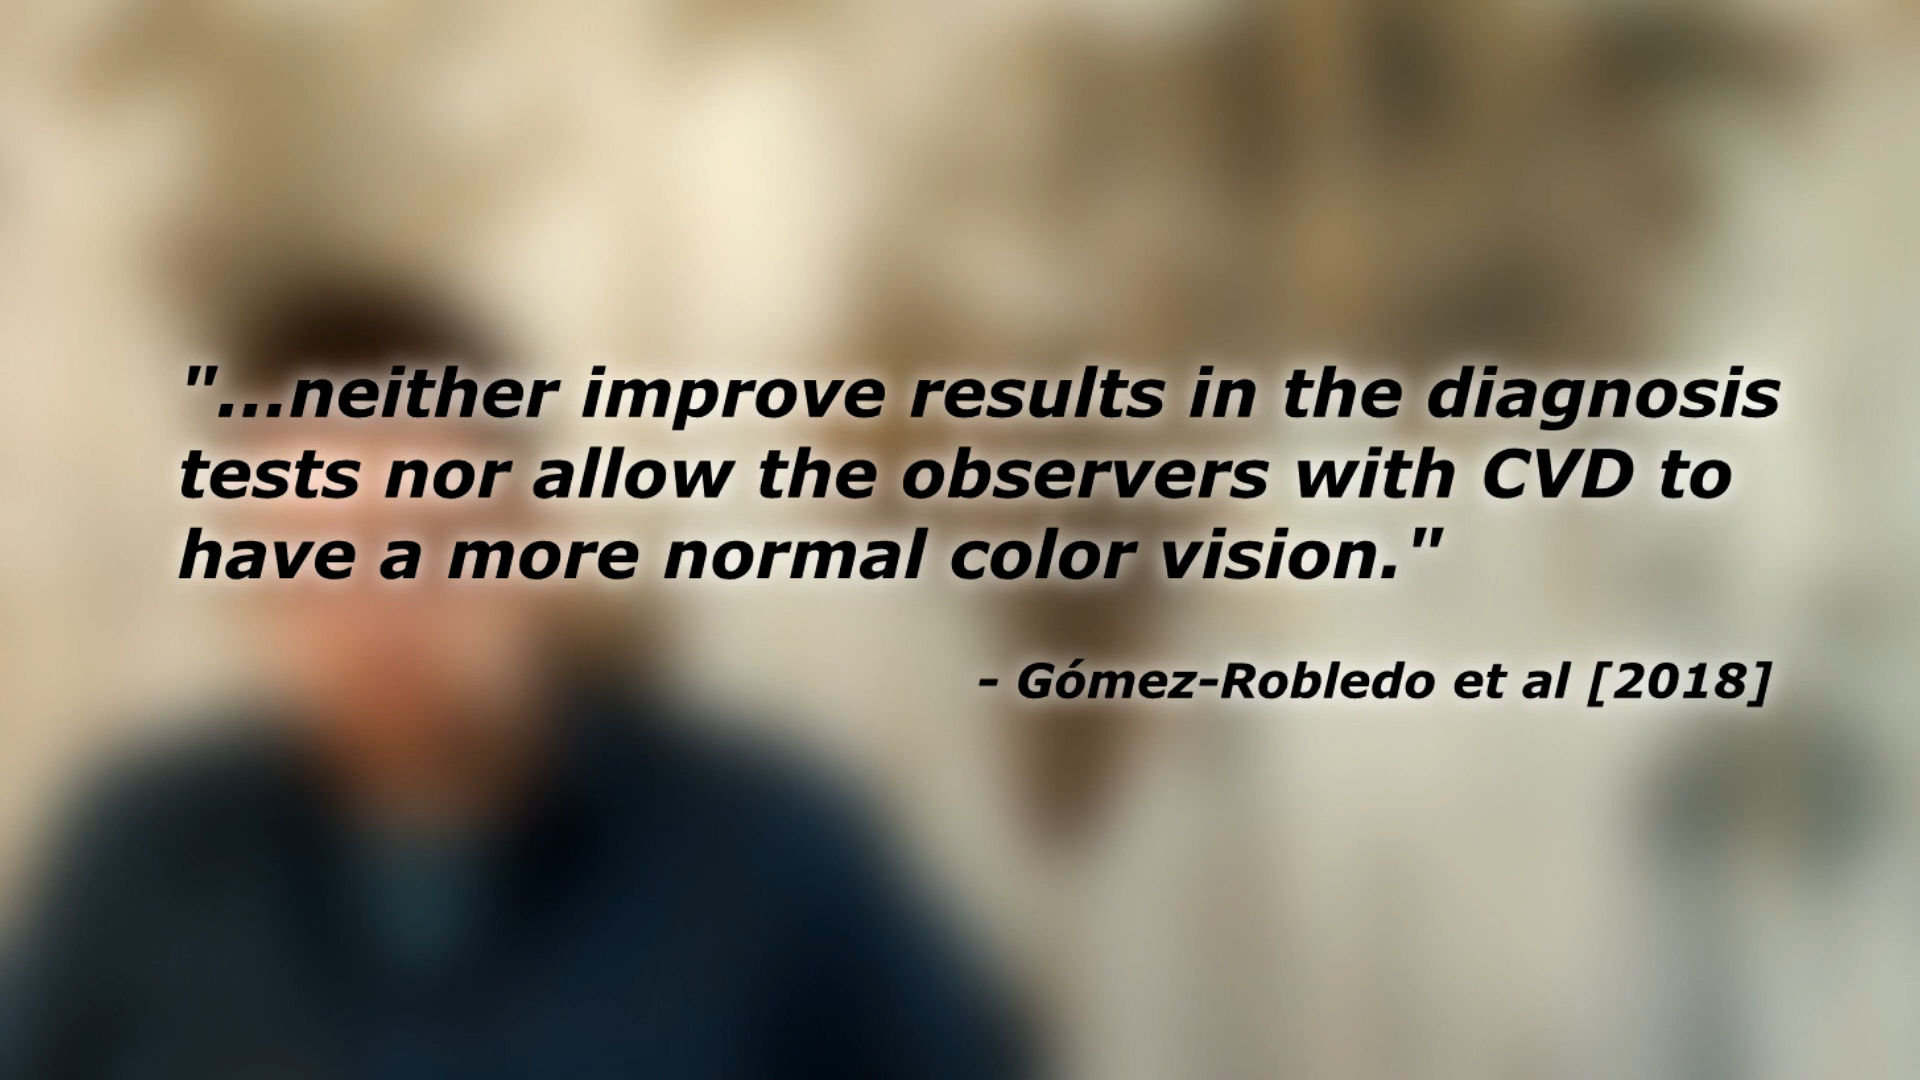 "...neither improve results in the diagnosis
tests nor allow the observers with CVD to
have a more normal color vision."
- Gómez-Robledo et al [2018]